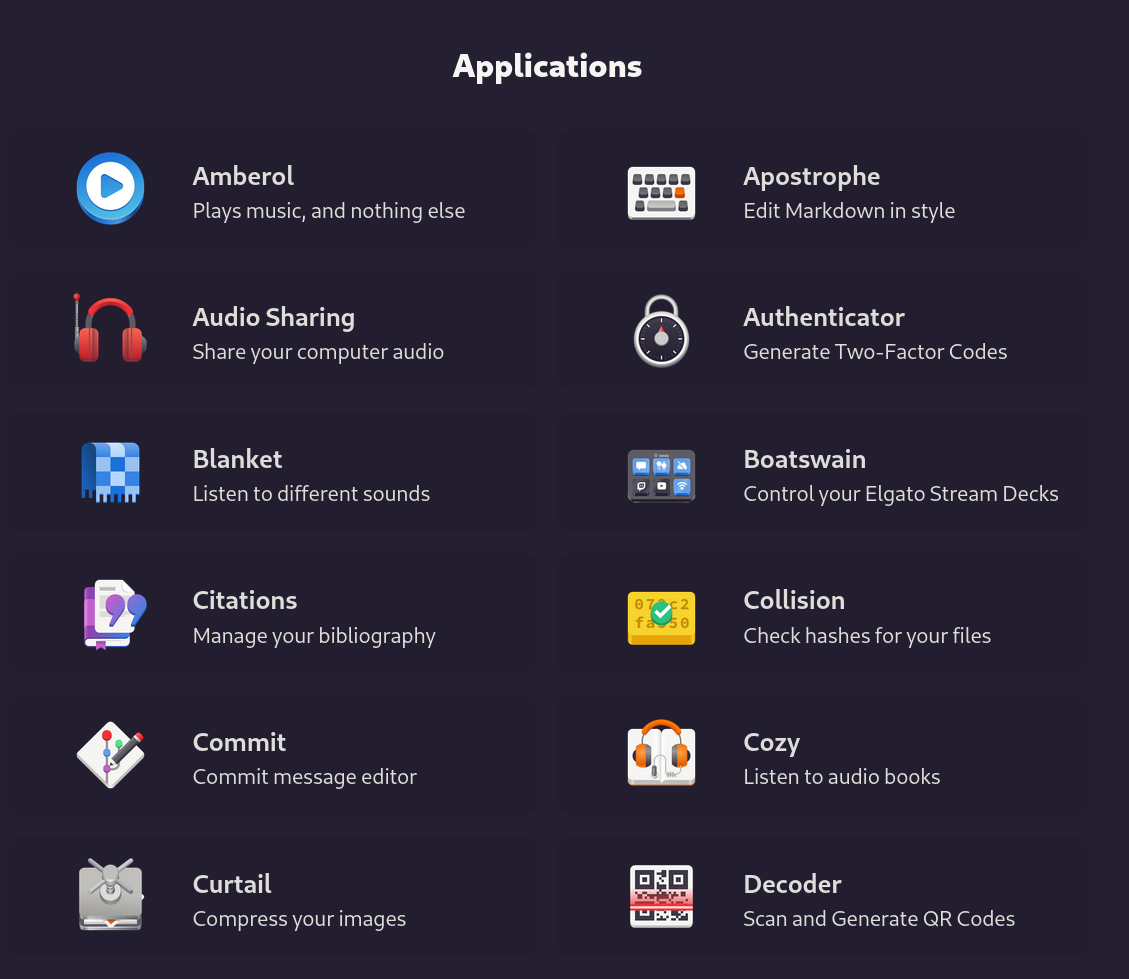 Applications
Amberol
Plays music, and nothing else
Apostrophe
Edit Markdown in style
Audio Sharing
Share your computer audio
Authenticator
Generate Two-Factor Codes
Blanket
Listen to different sounds
Boatswain
Control your Elgato Stream Decks
Citations
Manage your bibliography
Collision
Check hashes for your files
Commit
Commit message editor
Cozy
Listen to audio books
Curtail
Compress your images
Decoder
Scan and Generate QR Codes